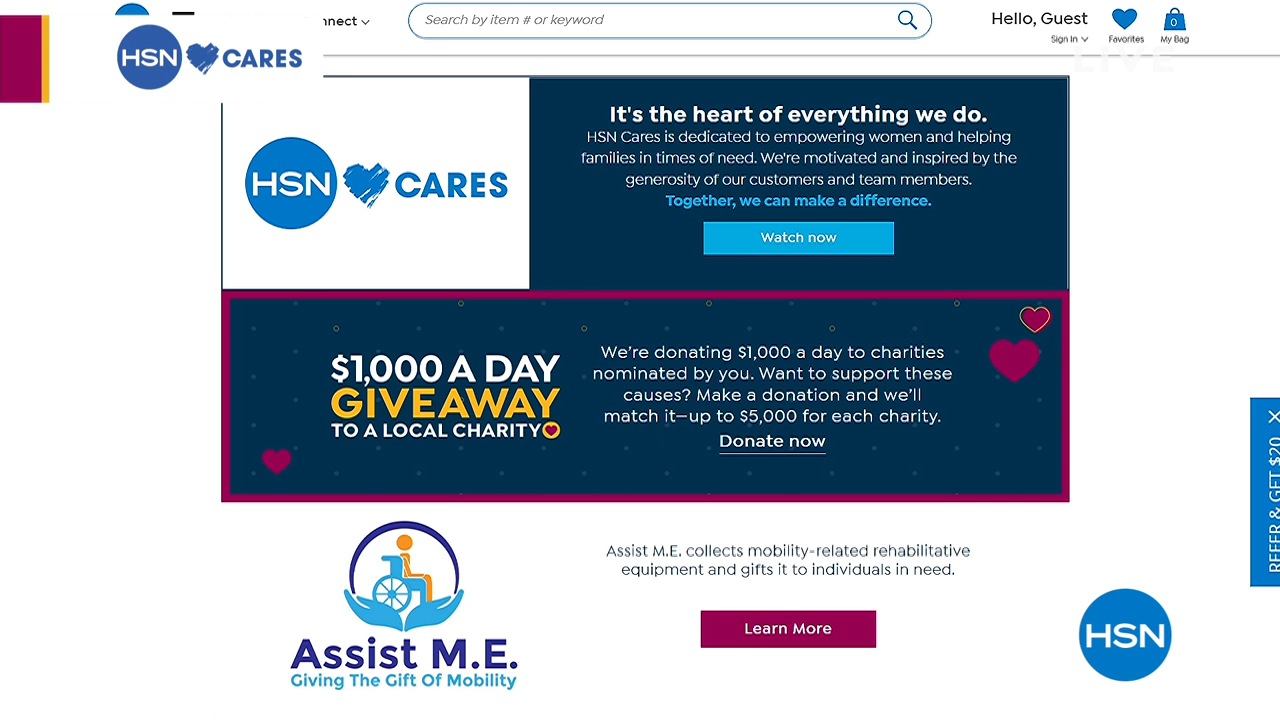 nnect
Search by item # or keyword
Hello, Guest
Sign In
Favorites
0
My Bag
HSN CARES
LIVE
It's the heart of everything we do.
HSN Cares is dedicated to empowering women and helping
families in times of need. We're motivated and inspired by the
generosity of our customers and team members.
Together, we can make a difference.
Watch now
HSN CARES
$1,000 A DAY
GIVEAWAY
TO A LOCAL CHARITY
We're donating $1,000 a day to charities
nominated by you. Want to support these
causes? Make a donation and we'll
match it—up to $5,000 for each charity.
Donate now
REFER & GET $20
Assist M.E.
Giving The Gift Of Mobility
Assist M.E. collects mobility-related rehabilitative
equipment and gifts it to individuals in need.
Learn More
HSN